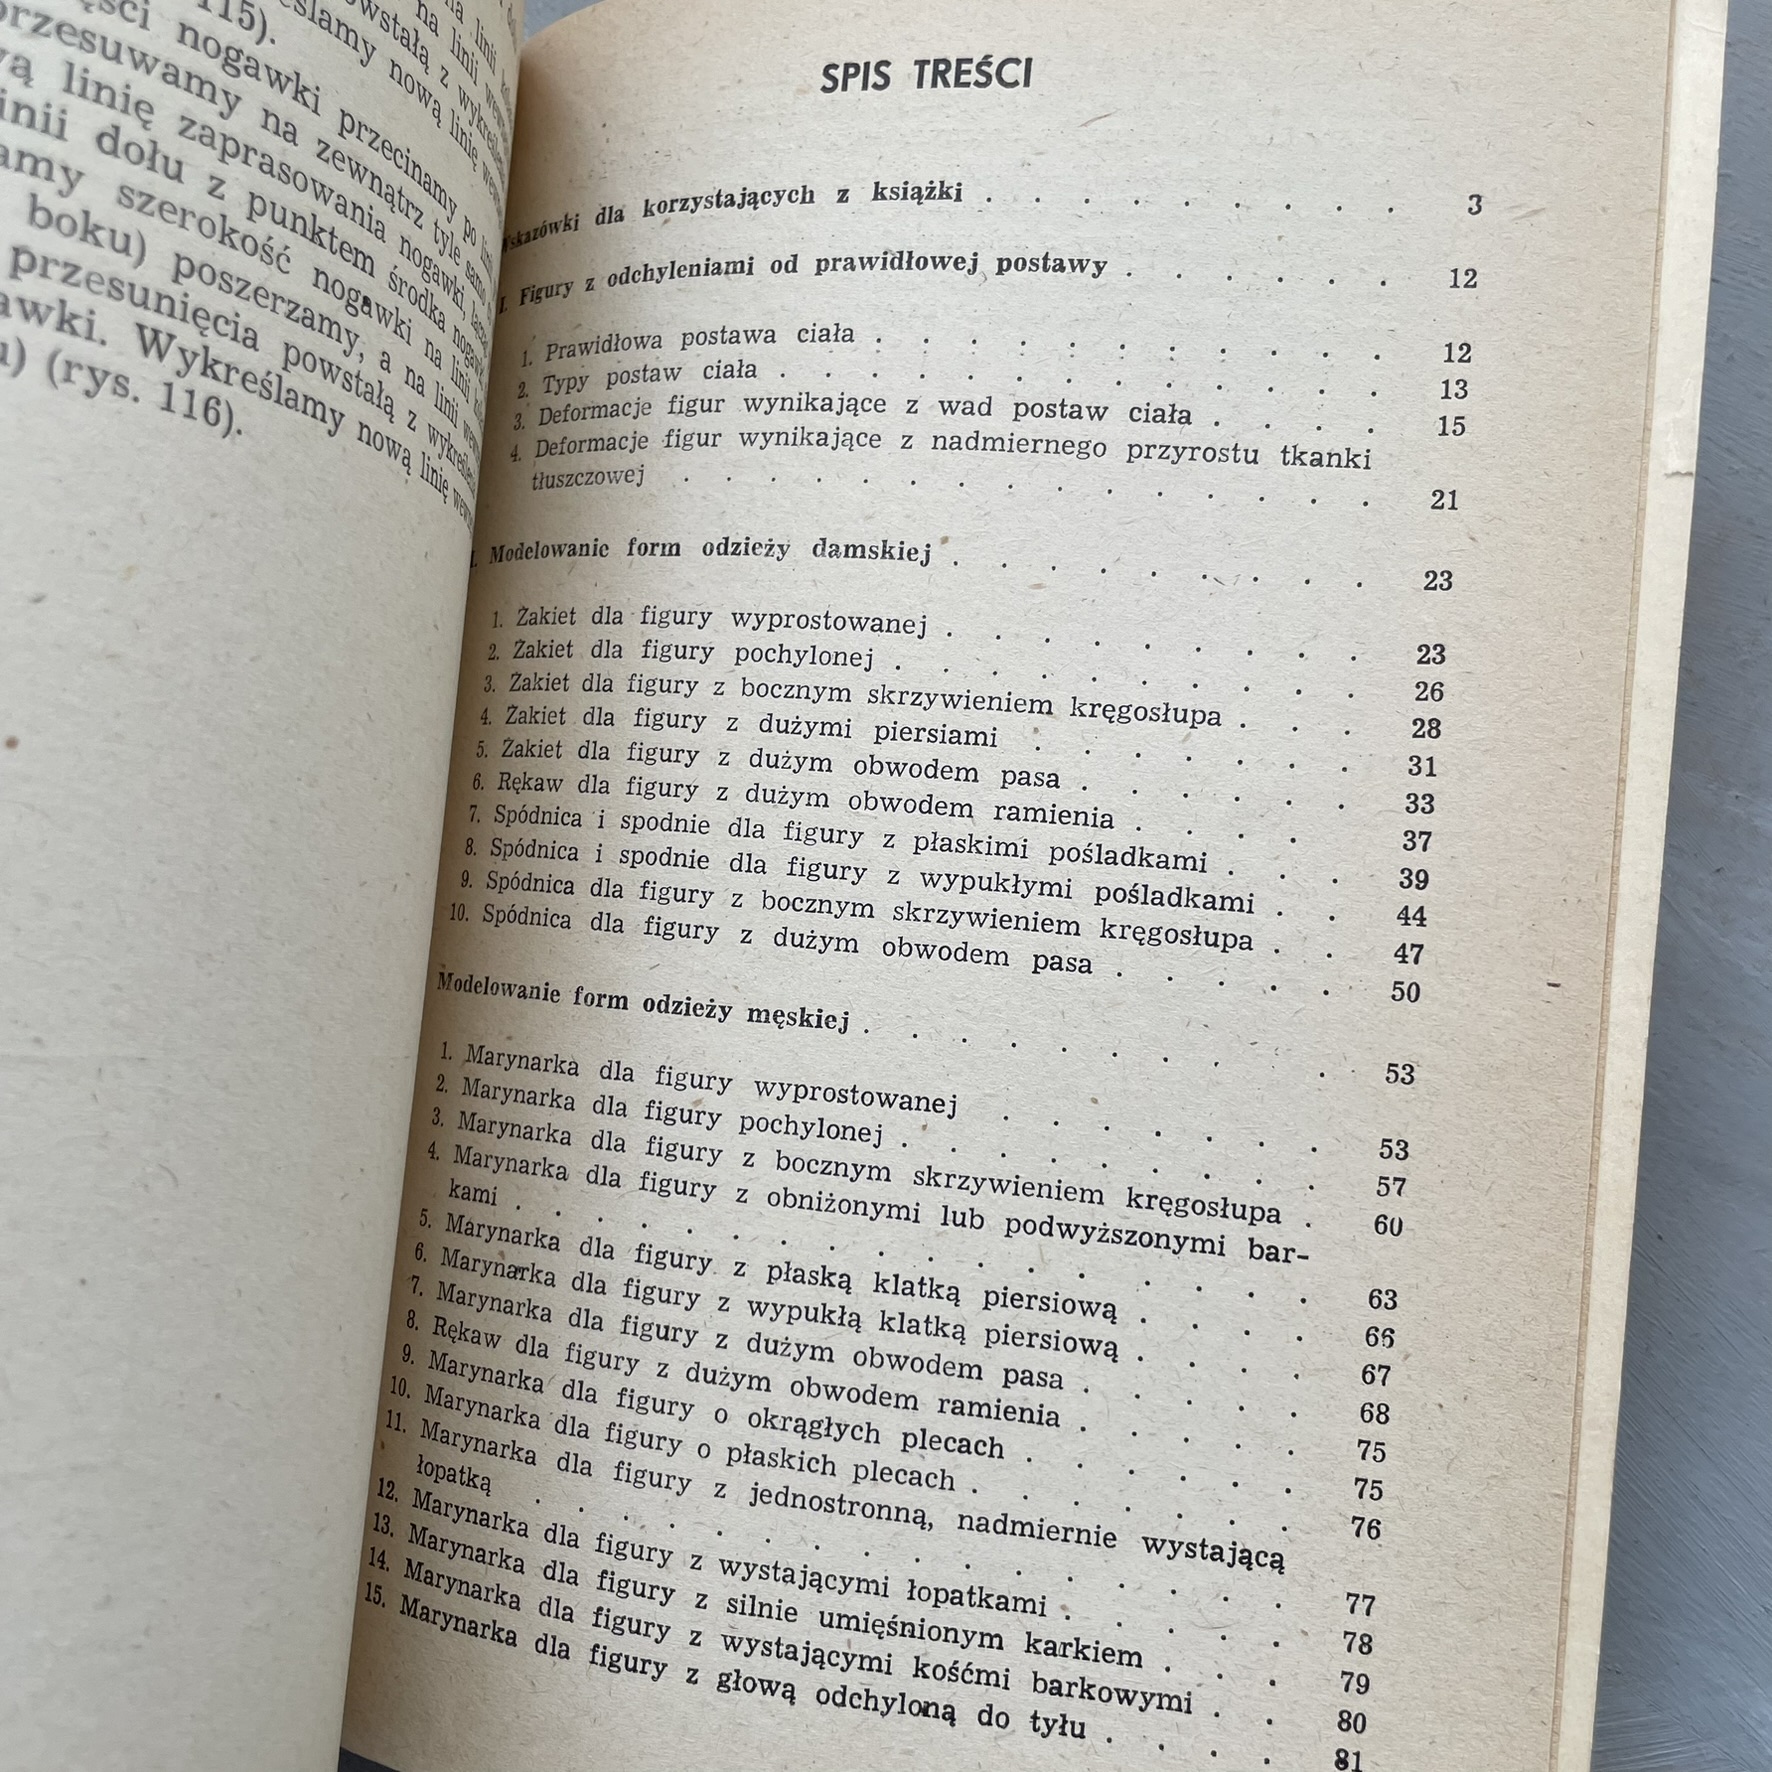 115).
nogawki przecinamy po linii
przesuwamy na zewnątrz tyle samo
linię zaprasowania nogawki,
linii dołu z punktem środka
szerokość nogawki na linii
boku) poszerzamy, a na linii
przesunięcia powstałą z
Wykreślamy nową linię
(rys. 116).
SPIS TREŚCI
Wskazówki dla korzystających z książki . . . . . . . . . 3
I. Figury z odchyleniami od prawidłowej postawy . . . . . . 12
1. Prawidłowa postawa ciała . . . . . . . . . . . 12
2. Typy postaw ciała . . . . . . . . . . . . . 13
3. Deformacje figur wynikające z wad postaw ciała . . . . 15
4. Deformacje figur wynikające z nadmiernego przyrostu tkanki
tłuszczowej . . . . . . . . . . . . . . . 21
I. Modelowanie form odzieży damskiej . . . . . . . . . 23
1. Żakiet dla figury wyprostowanej . . . . . . . . . 23
2. Żakiet dla figury pochylonej . . . . . . . . . . 26
3. Żakiet dla figury z bocznym skrzywieniem kręgosłupa . . . 28
4. Żakiet dla figury z dużymi piersiami . . . . . . . 31
5. Żakiet dla figury z dużym obwodem pasa . . . . . . 33
6. Rękaw dla figury z dużym obwodem ramienia . . . . 37
7. Spódnica i spodnie dla figury z płaskimi pośladkami . . . 39
8. Spódnica i spodnie dla figury z wypukłymi pośladkami . . 44
9. Spódnica dla figury z bocznym skrzywieniem kręgosłupa . . 47
10. Spódnica dla figury z dużym obwodem pasa . . . . . 50
Modelowanie form odzieży męskiej . . . . . . . . . 53
1. Marynarka dla figury wyprostowanej . . . . . . . 53
2. Marynarka dla figury pochylonej . . . . . . . . . 57
3. Marynarka dla figury z bocznym skrzywieniem kręgosłupa . 60
4. Marynarka dla figury z obniżonymi lub podwyższonymi bar-
kami . . . . . . . . . . . . . . . . 63
5. Marynarka dla figury z płaską klatką piersiową . . . . 66
6. Marynarka dla figury z wypukłą klatką piersiową . . . . 67
7. Marynarka dla figury z dużym obwodem pasa . . . . . 68
8. Rękaw dla figury z dużym obwodem ramienia . . . . . 75
9. Marynarka dla figury o okrągłych plecach . . . . . . 75
10. Marynarka dla figury o płaskich plecach . . . . . . . 76
11. Marynarka dla figury z jednostronną, nadmiernie wystającą
łopatką . . . . . . . . . . . . . . . 77
12. Marynarka dla figury z wystającymi łopatkami . . . . . 78
13. Marynarka dla figury z silnie umięśnionym karkiem . . . 79
14. Marynarka dla figury z wystającymi kośćmi barkowymi . . 80
15. Marynarka dla figury z głową odchyloną do tyłu . . . . 81